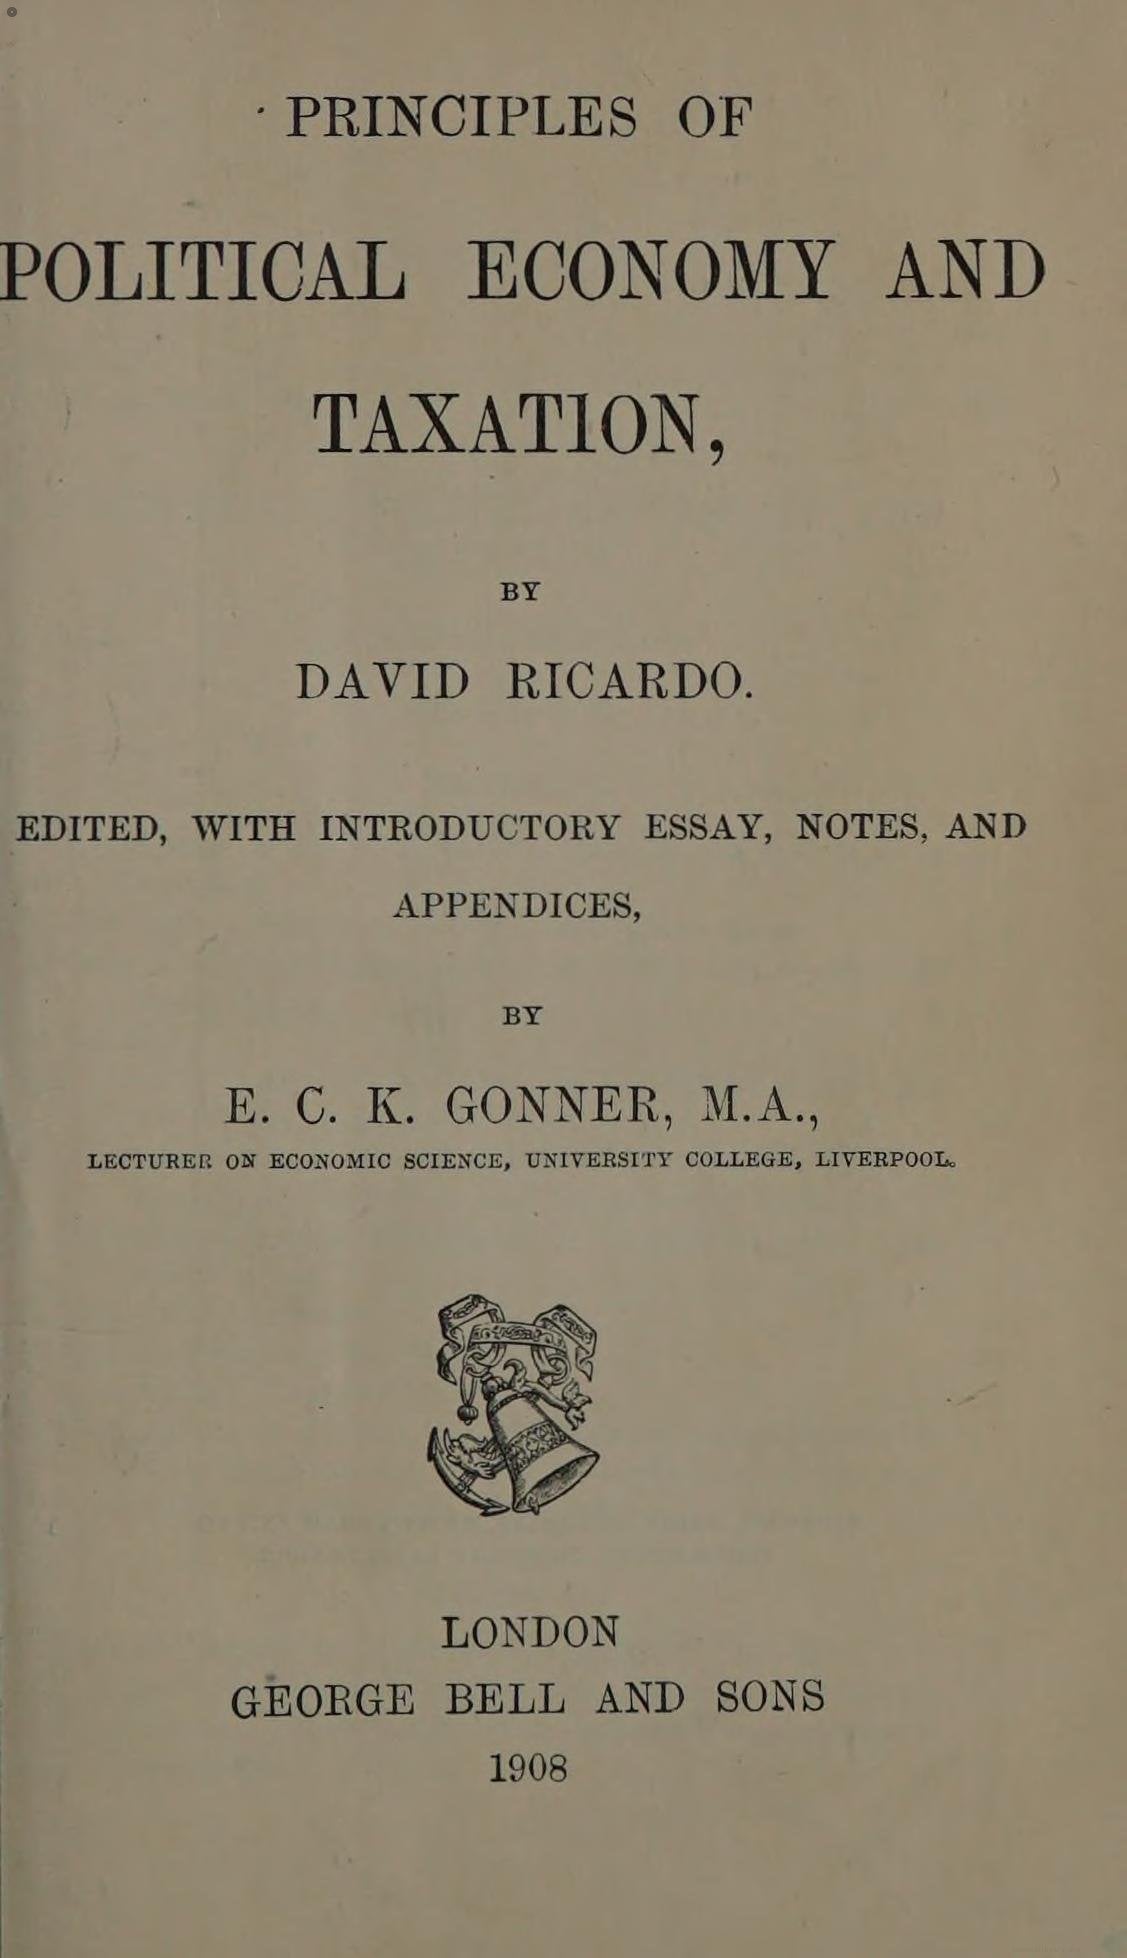 PRINCIPLES OF
POLITICAL ECONOMY AND
TAXATION,
BY
DAVID RICARDO.
EDITED, WITH INTRODUCTORY ESSAY, NOTES, AND
APPENDICES,
BY
E. C. K. GONNER, M.A.,
LECTURER ON ECONOMIC SCIENCE, UNIVERSITY COLLEGE, LIVERPOOL.
LONDON
GEORGE BELL AND SONS
1908